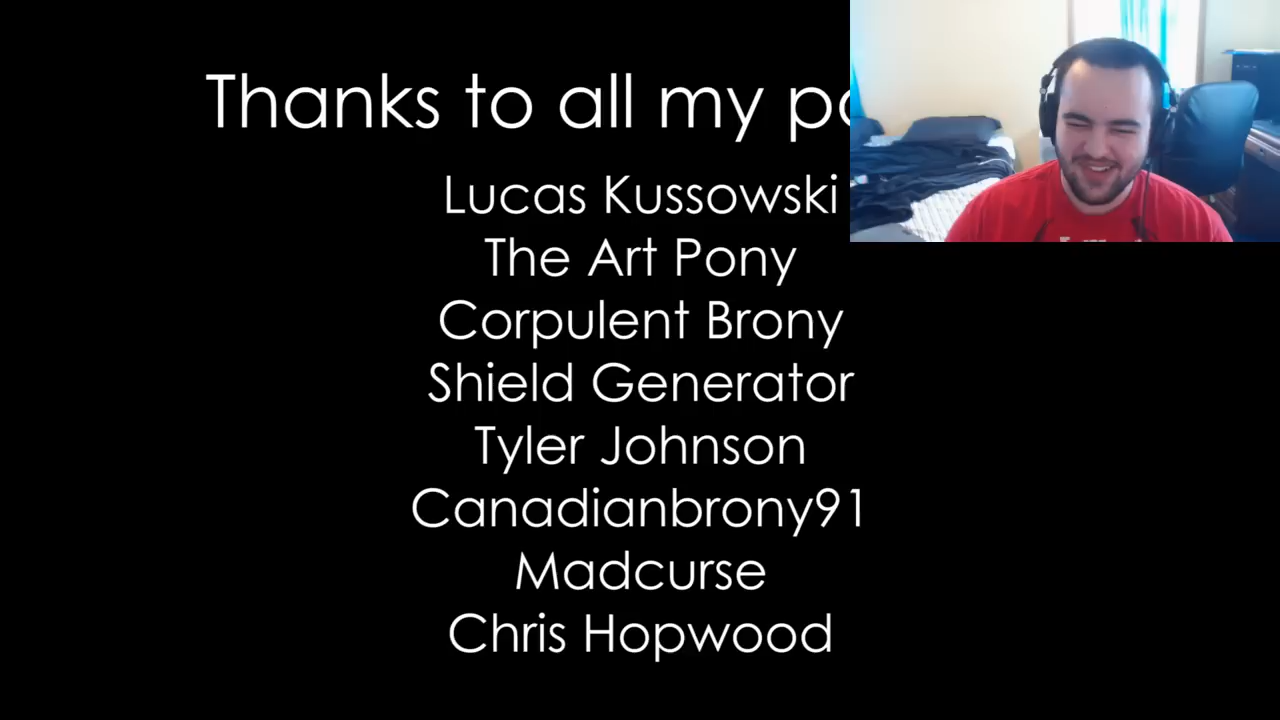 Thanks to all my
Lucas Kussowski
The Art Pony
Corpulent Brony
Shield Generator
Tyler Johnson
Canadianbrony91
Madcurse
Chris Hopwood